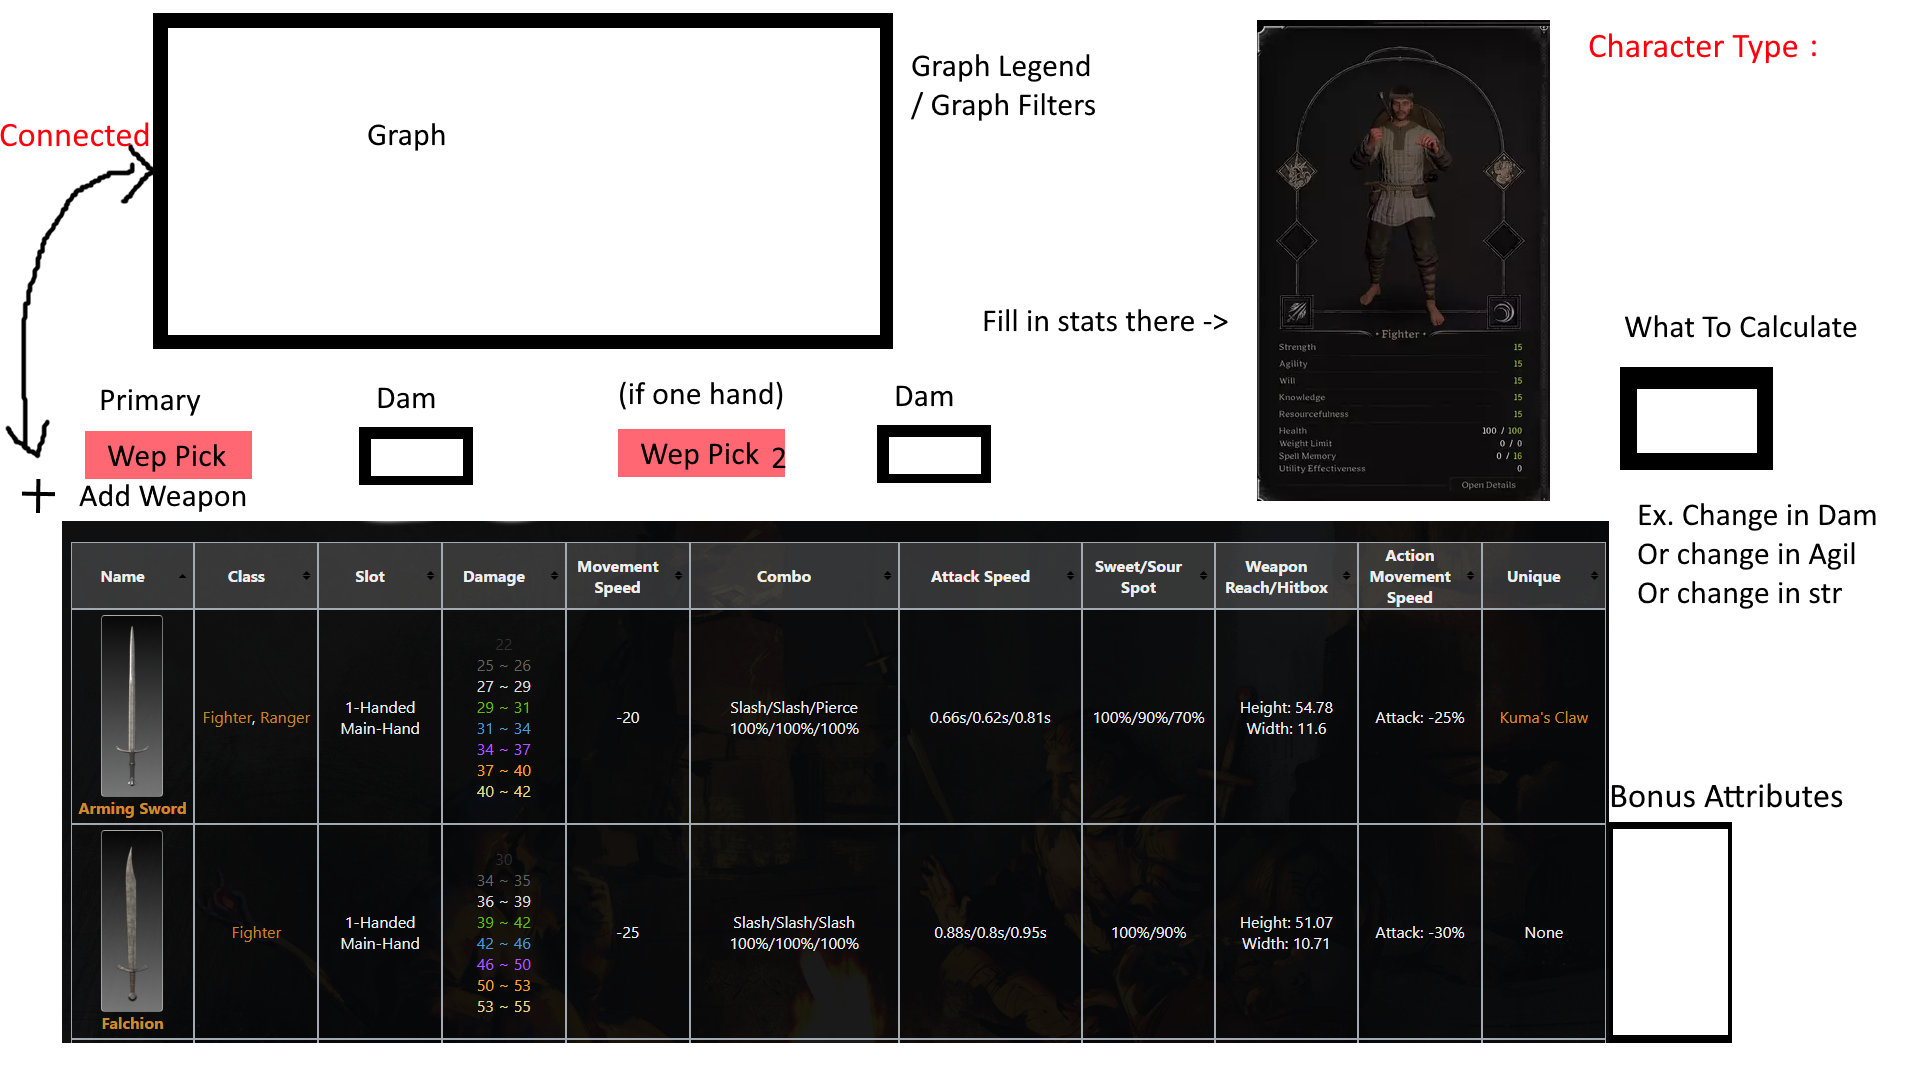 Graph Legend
/ Graph Filters
Character Type :
Connected
Graph
Fill in stats there ->
What To Calculate
· Fighter ·
Strength 15
Agility 15
Will 15
Knowledge 15
Resourcefulness 15
Health 100 / 100
Weight Limit 0 / 0
Spell Memory 0 / 16
Utility Effectiveness 0
Open Details
Primary
Dam
(if one hand)
Dam
Wep Pick
Wep Pick 2
+ Add Weapon
Ex. Change in Dam
Or change in Agil
Or change in str
Name
Class
Slot
Damage
Movement
Speed
Combo
Attack Speed
Sweet/Sour
Spot
Weapon
Reach/Hitbox
Action
Movement
Speed
Unique
Arming Sword
Fighter, Ranger
1-Handed
Main-Hand
22
25 ~ 26
27 ~ 29
29 ~ 31
31 ~ 34
34 ~ 37
37 ~ 40
40 ~ 42
-20
Slash/Slash/Pierce
100%/100%/100%
0.66s/0.62s/0.81s
100%/90%/70%
Height: 54.78
Width: 11.6
Attack: -25%
Kuma's Claw
Falchion
Fighter
1-Handed
Main-Hand
30
34 ~ 35
36 ~ 39
39 ~ 42
42 ~ 46
46 ~ 50
50 ~ 53
53 ~ 55
-25
Slash/Slash/Slash
100%/100%/100%
0.88s/0.8s/0.95s
100%/90%
Height: 51.07
Width: 10.71
Attack: -30%
None
Bonus Attributes